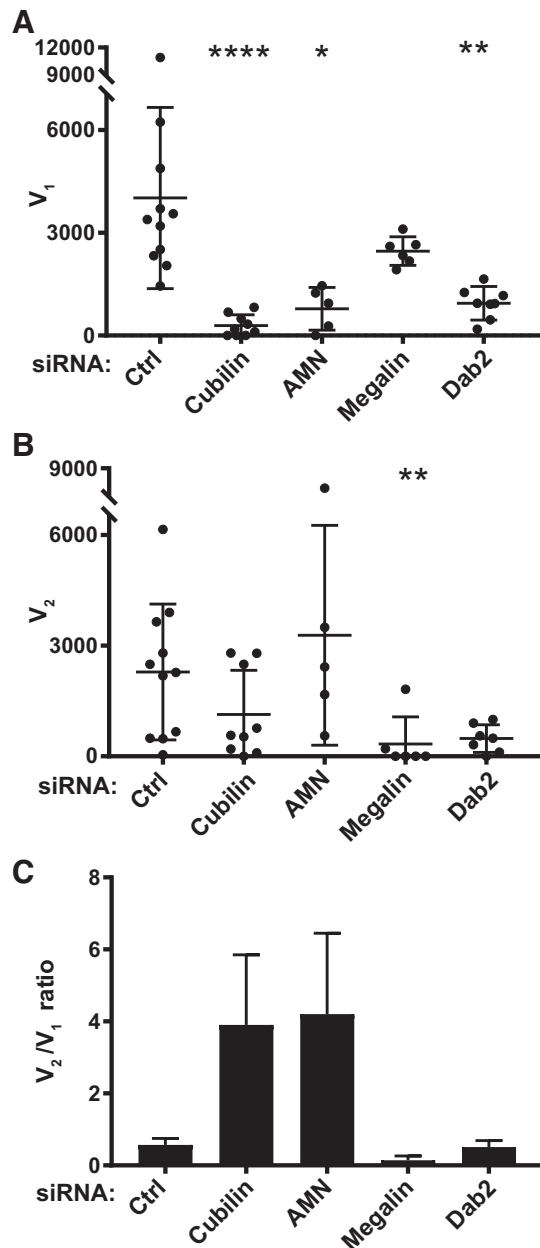 A
12000
9000
6000
3000
0
V1
**** * **
siRNA:
Ctrl
Cubilin
AMN
Megalin
Dab2
B
9000
6000
3000
0
V2
**
siRNA:
Ctrl
Cubilin
AMN
Megalin
Dab2
C
8
6
4
2
0
V2/V1 ratio
siRNA:
Ctrl
Cubilin
AMN
Megalin
Dab2